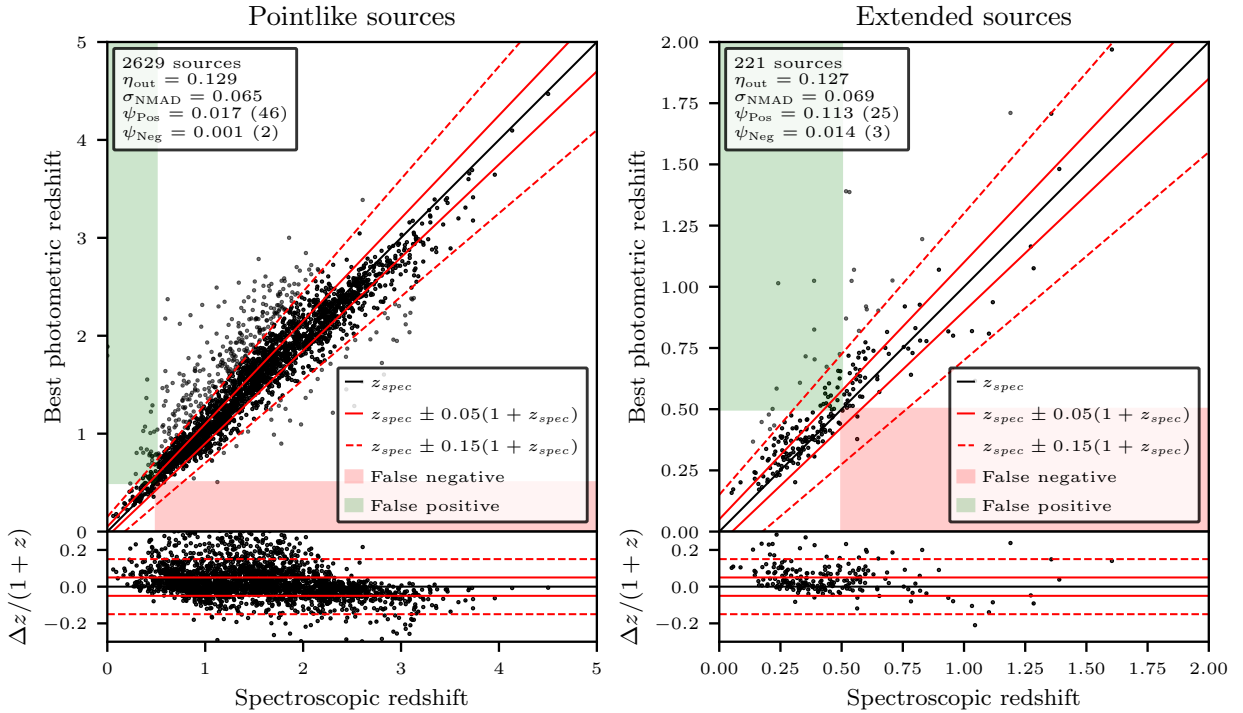 Pointlike sources
Extended sources
5
4
3
2
1
0
Best photometric redshift
2629 sources
η_out = 0.129
σ_NMAD = 0.065
ψ_Pos = 0.017 (46)
ψ_Neg = 0.001 (2)
z_spec
z_spec ± 0.05(1 + z_spec)
z_spec ± 0.15(1 + z_spec)
False negative
False positive
0.2
0.0
−0.2
Δz/(1 + z)
0 1 2 3 4 5
Spectroscopic redshift
2.00
1.75
1.50
1.25
1.00
0.75
0.50
0.25
0.00
Best photometric redshift
221 sources
η_out = 0.127
σ_NMAD = 0.069
ψ_Pos = 0.113 (25)
ψ_Neg = 0.014 (3)
z_spec
z_spec ± 0.05(1 + z_spec)
z_spec ± 0.15(1 + z_spec)
False negative
False positive
0.2
0.0
−0.2
Δz/(1 + z)
0.00 0.25 0.50 0.75 1.00 1.25 1.50 1.75 2.00
Spectroscopic redshift